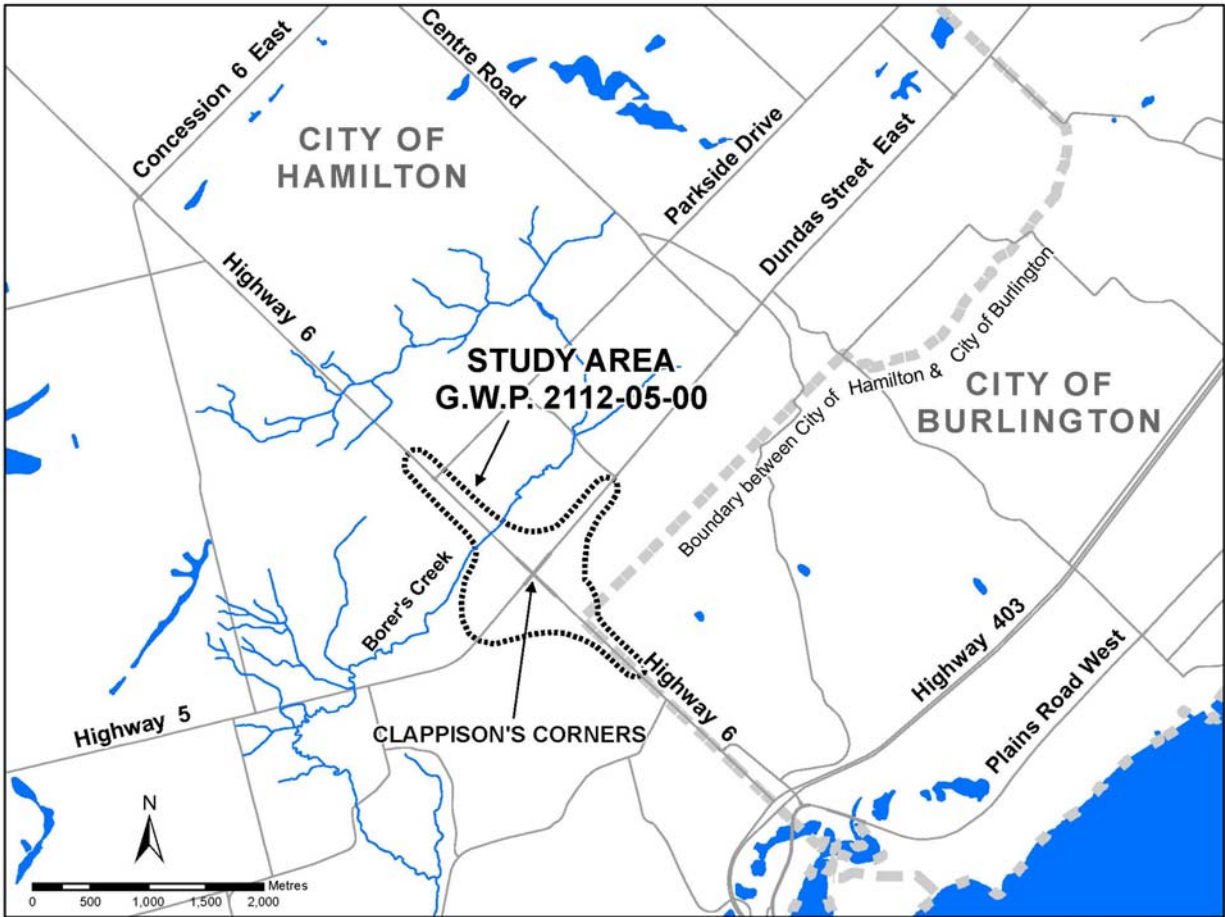 Concession 6 East
Centre Road
CITY OF
HAMILTON
Parkside Drive
Dundas Street East
Highway 6
Boundary between City of Hamilton & City of Burlington
STUDY AREA
G.W.P. 2112-05-00
CITY OF
BURLINGTON
Borer's Creek
Highway 403
Highway 6
Plains Road West
Highway 5
CLAPPISON'S CORNERS
N
Metres
0 500 1,000 1,500 2,000